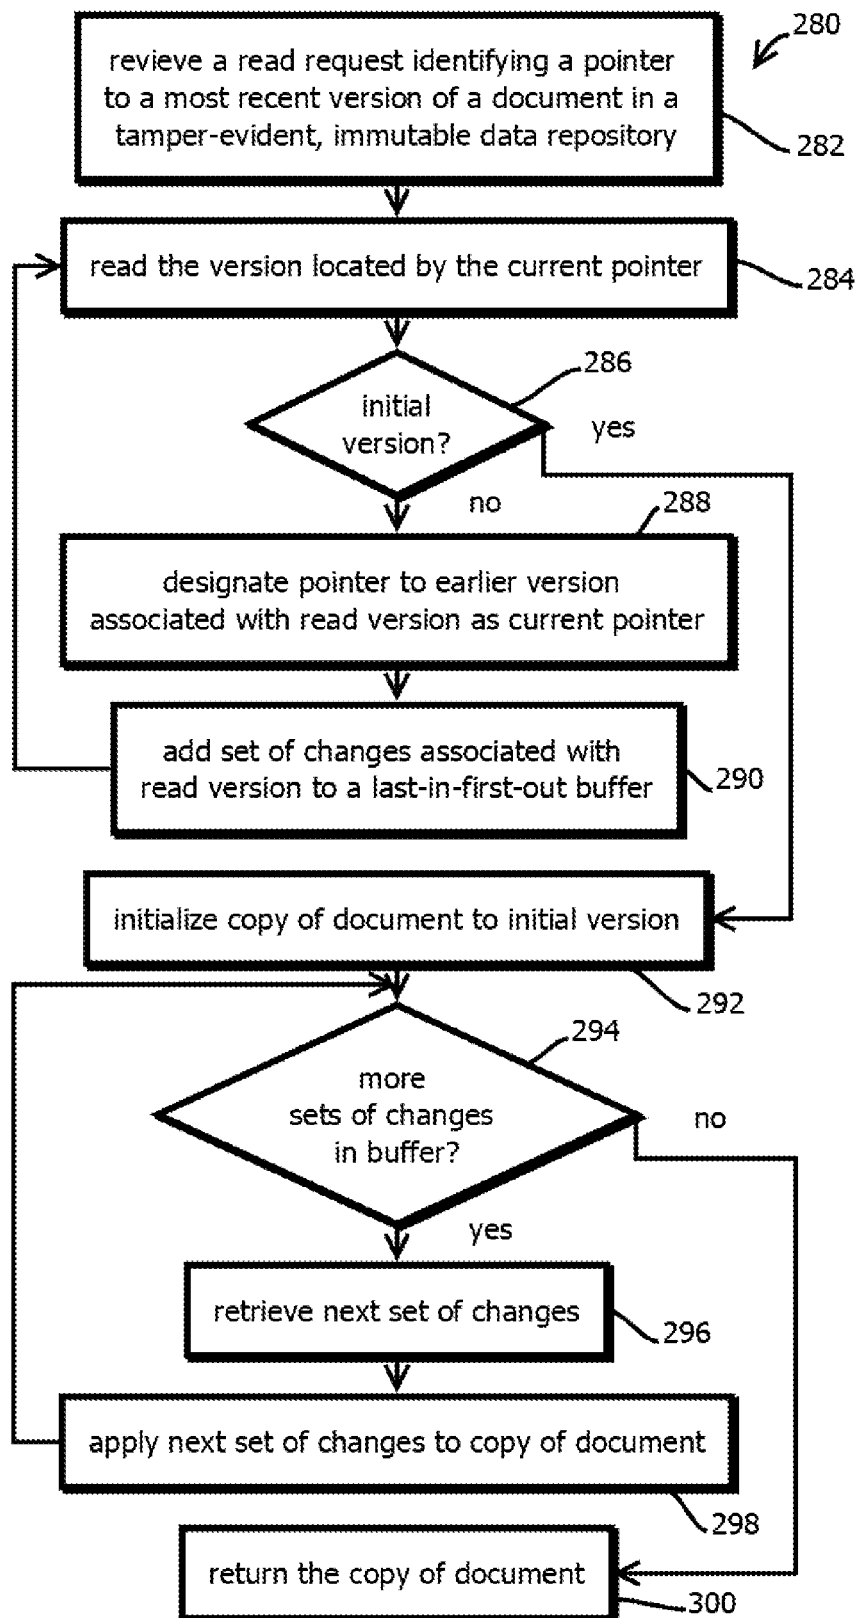 280
revieve a read request identifying a pointer
to a most recent version of a document in a
tamper-evident, immutable data repository
282
read the version located by the current pointer
284
286
initial
version?
yes
no
288
designate pointer to earlier version
associated with read version as current pointer
add set of changes associated with
read version to a last-in-first-out buffer
290
initialize copy of document to initial version
292
294
more
sets of changes
in buffer?
no
yes
retrieve next set of changes
296
apply next set of changes to copy of document
298
return the copy of document
300